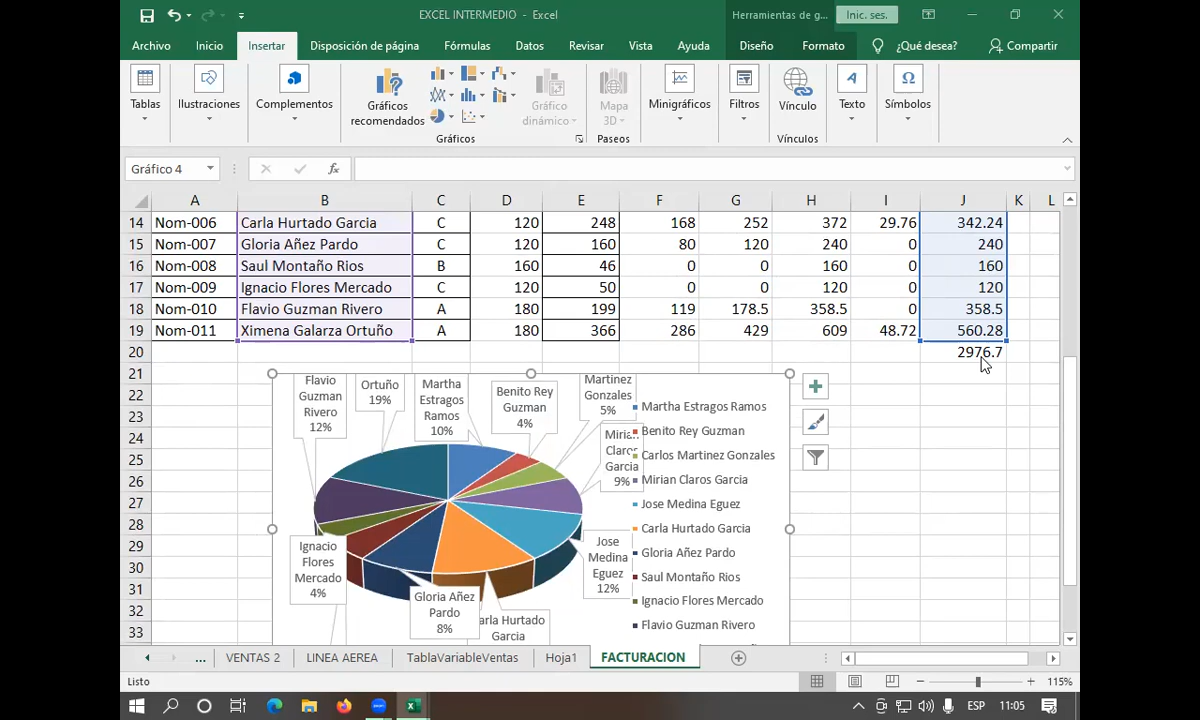 EXCEL INTERMEDIO - Excel
Herramientas de g...
Inic. ses.
Archivo Inicio Insertar Disposición de página Fórmulas Datos Revisar Vista Ayuda Diseño Formato ¿Qué desea? Compartir
Tablas
Ilustraciones
Complementos
Gráficos recomendados
Gráfico dinámico
Mapa 3D
Minigráficos
Filtros
Vínculo
Texto
Símbolos
Gráficos
Paseos
Vínculos
Gráfico 4
fx
A B C D E F G H I J K L
14 Nom-006 Carla Hurtado Garcia C 120 248 168 252 372 29.76 342.24
15 Nom-007 Gloria Añez Pardo C 120 160 80 120 240 0 240
16 Nom-008 Saul Montaño Rios B 160 46 0 0 160 0 160
17 Nom-009 Ignacio Flores Mercado C 120 50 0 0 120 0 120
18 Nom-010 Flavio Guzman Rivero A 180 199 119 178.5 358.5 0 358.5
19 Nom-011 Ximena Galarza Ortuño A 180 366 286 429 609 48.72 560.28
20 2976.7
21
22
23
24
25
26
27
28
29
30
31
32
33
Flavio
Guzman
Rivero
12%
Ortuño
19%
Martha
Estragos
Ramos
10%
Benito Rey
Guzman
4%
Martinez
Gonzales
5%
Claros
Garcia
9%
Jose
Medina
Eguez
12%
Carla Hurtado
Garcia
Gloria Añez
Pardo
8%
Ignacio
Flores
Mercado
4%
Martha Estragos Ramos
Benito Rey Guzman
Carlos Martinez Gonzales
Mirian Claros Garcia
Jose Medina Eguez
Carla Hurtado Garcia
Gloria Añez Pardo
Saul Montaño Rios
Ignacio Flores Mercado
Flavio Guzman Rivero
... VENTAS 2 LINEA AEREA TablaVariableVentas Hoja1 FACTURACION
Listo
115%
ESP 11:05